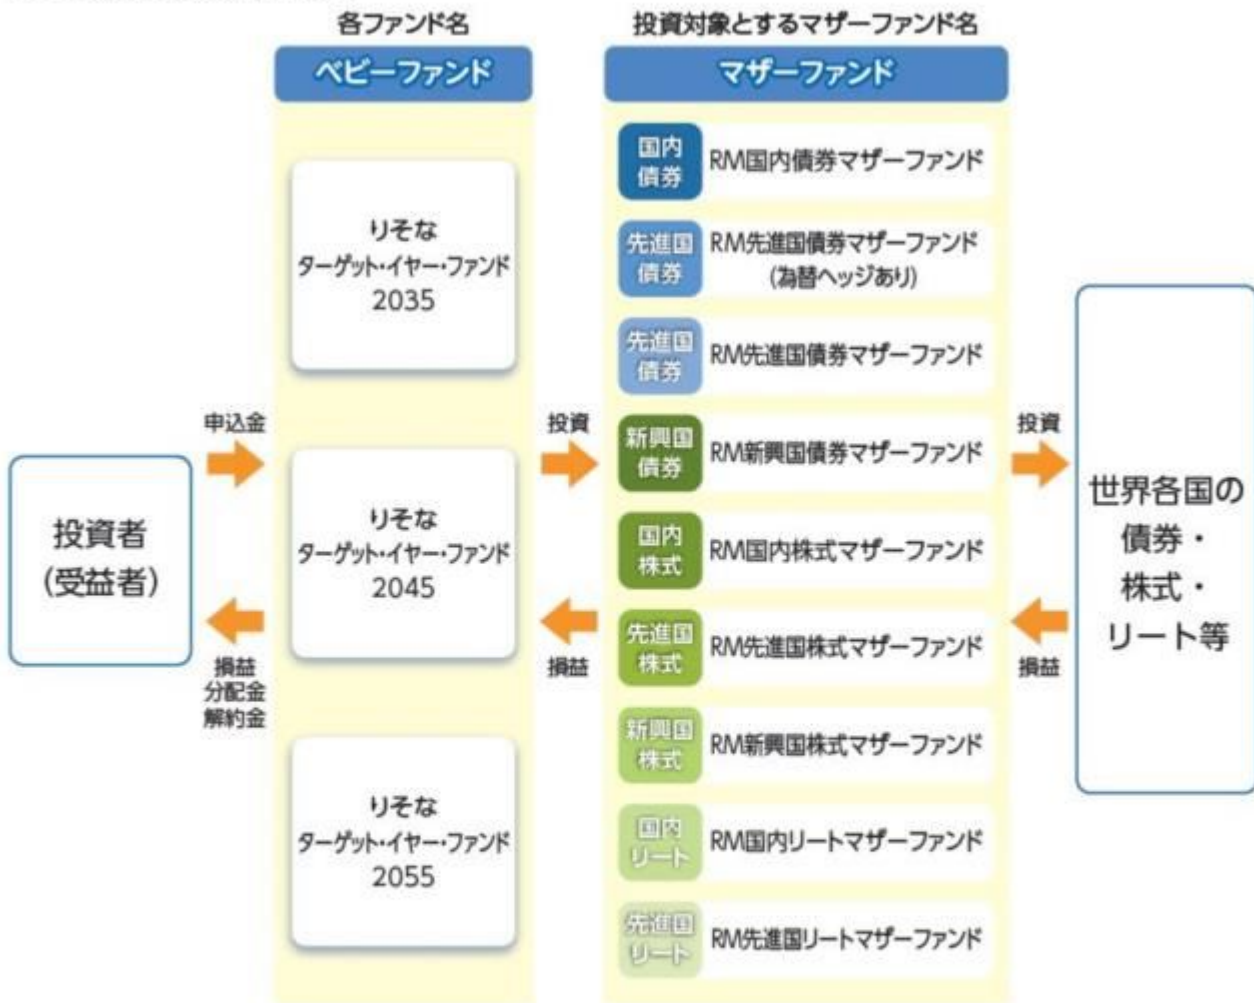 各ファンド名
投資対象とするマザーファンド名
ベビーファンド
マザーファンド
りそな
ターゲット・イヤー・ファンド
2035
りそな
ターゲット・イヤー・ファンド
2045
りそな
ターゲット・イヤー・ファンド
2055
国内
債券
RM国内債券マザーファンド
先進国
債券
RM先進国債券マザーファンド
(為替ヘッジあり)
先進国
債券
RM先進国債券マザーファンド
新興国
債券
RM新興国債券マザーファンド
国内
株式
RM国内株式マザーファンド
先進国
株式
RM先進国株式マザーファンド
新興国
株式
RM新興国株式マザーファンド
国内
リート
RM国内リートマザーファンド
先進国
リート
RM先進国リートマザーファンド
投資者
(受益者)
申込金
損益
分配金
解約金
投資
損益
投資
損益
世界各国の
債券・
株式・
リート等